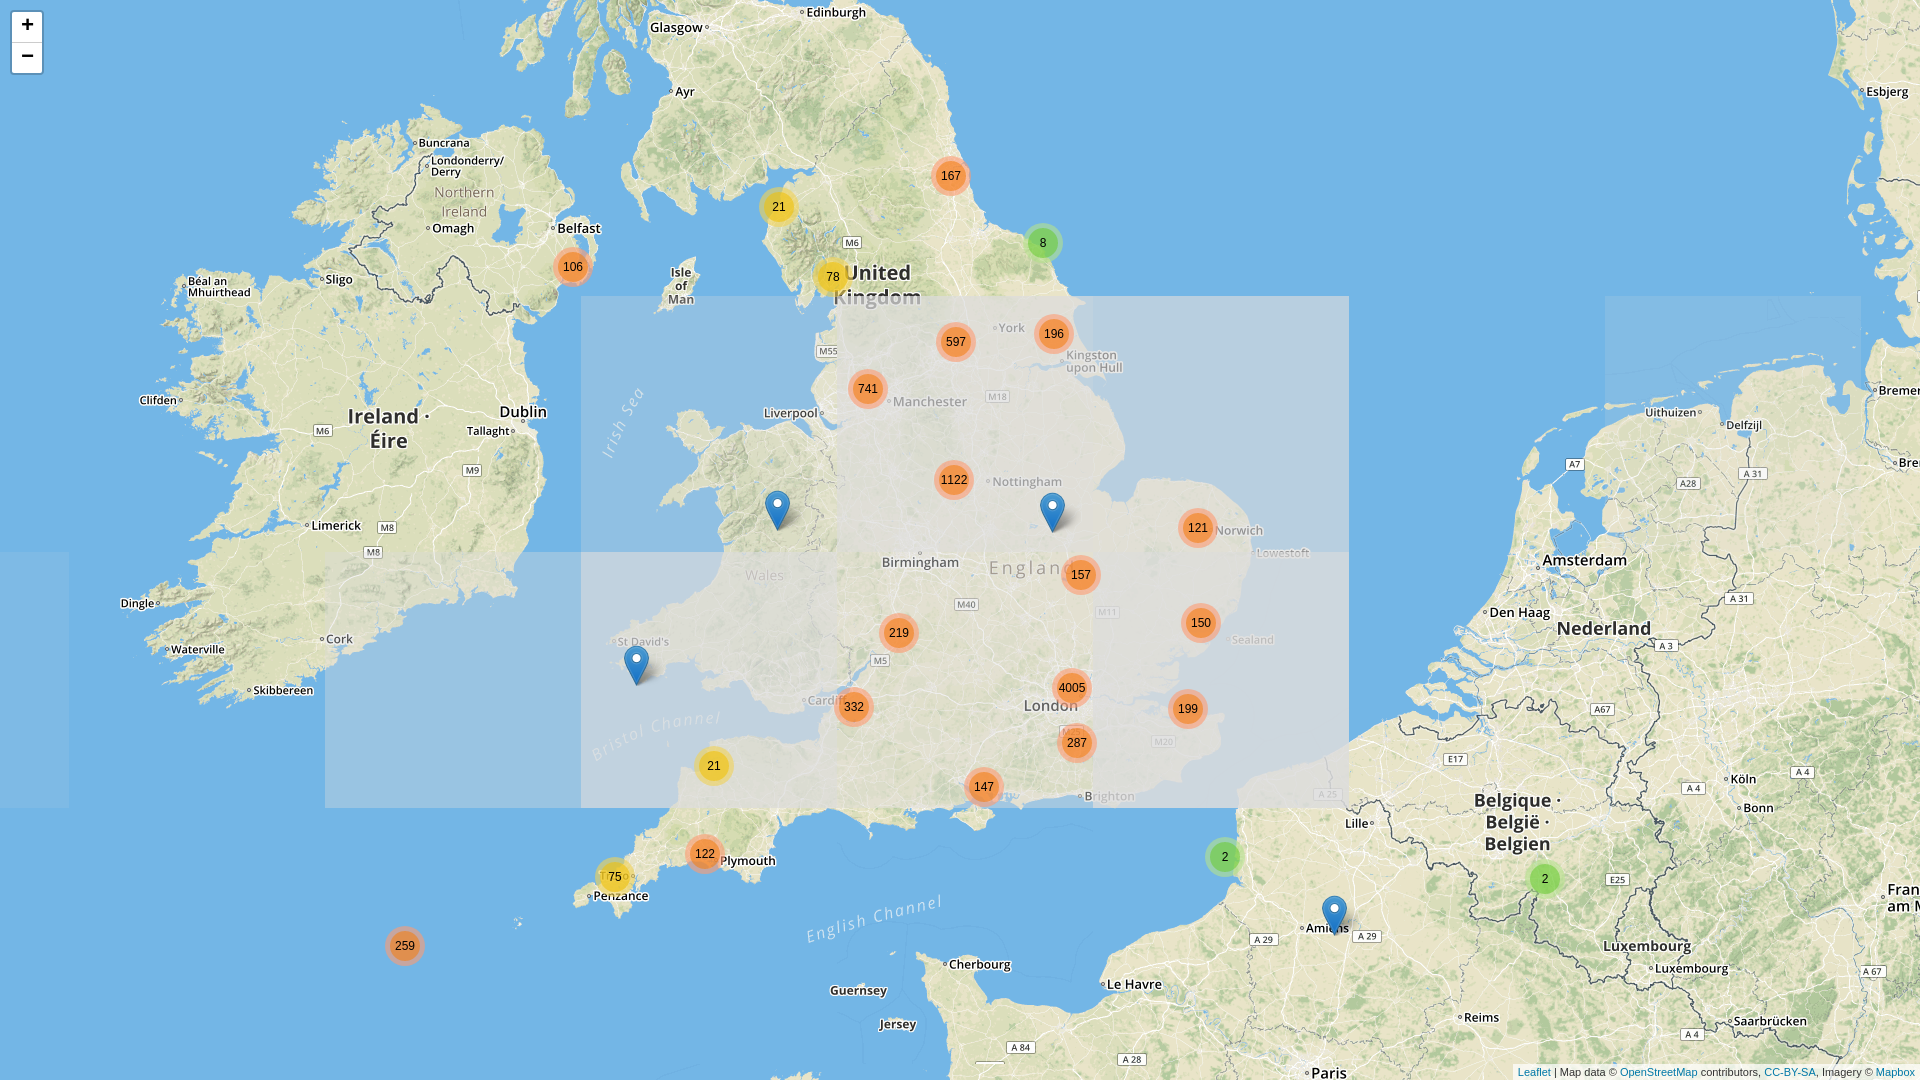 +
−
Edinburgh
Glasgow
Ayr
Esbjerg
Buncrana
Londonderry/
Derry
Northern
Ireland
Omagh
Belfast
167
21
8
M6
106
78
United
Kingdom
Isle
of
Man
Sligo
Béal an
Mhuirthead
York
196
597
M55
Kingston
upon Hull
741
Manchester
M18
Clifden
Ireland ·
Éire
Dublin
Tallaght
M6
M9
Irish Sea
Liverpool
Uithuizen
Delfzijl
Bremer
A7
A 31
A28
Bre
1122
Nottingham
121
Norwich
Lowestoft
Limerick
M8
M8
Birmingham
England
157
Wales
Amsterdam
Den Haag
A 31
Nederland
A 3
Dingle
Waterville
Cork
Skibbereen
St David's
M40
M11
219
150
Sealand
M5
4005
London
199
Cardiff
332
Bristol Channel
287
M20
A67
E17
21
147
Brighton
A 25
Köln
A 4
A 4
Bonn
Belgique ·
België ·
Belgien
Lille
122
Plymouth
75
Penzance
2
2
E25
Fran
am M
English Channel
Amiens
A 29
A 29
259
Luxembourg
Luxembourg
A 67
Cherbourg
Le Havre
Guernsey
Jersey
Reims
Saarbrücken
A 4
A 84
A 28
Paris
Leaflet | Map data © OpenStreetMap contributors, CC-BY-SA, Imagery © Mapbox